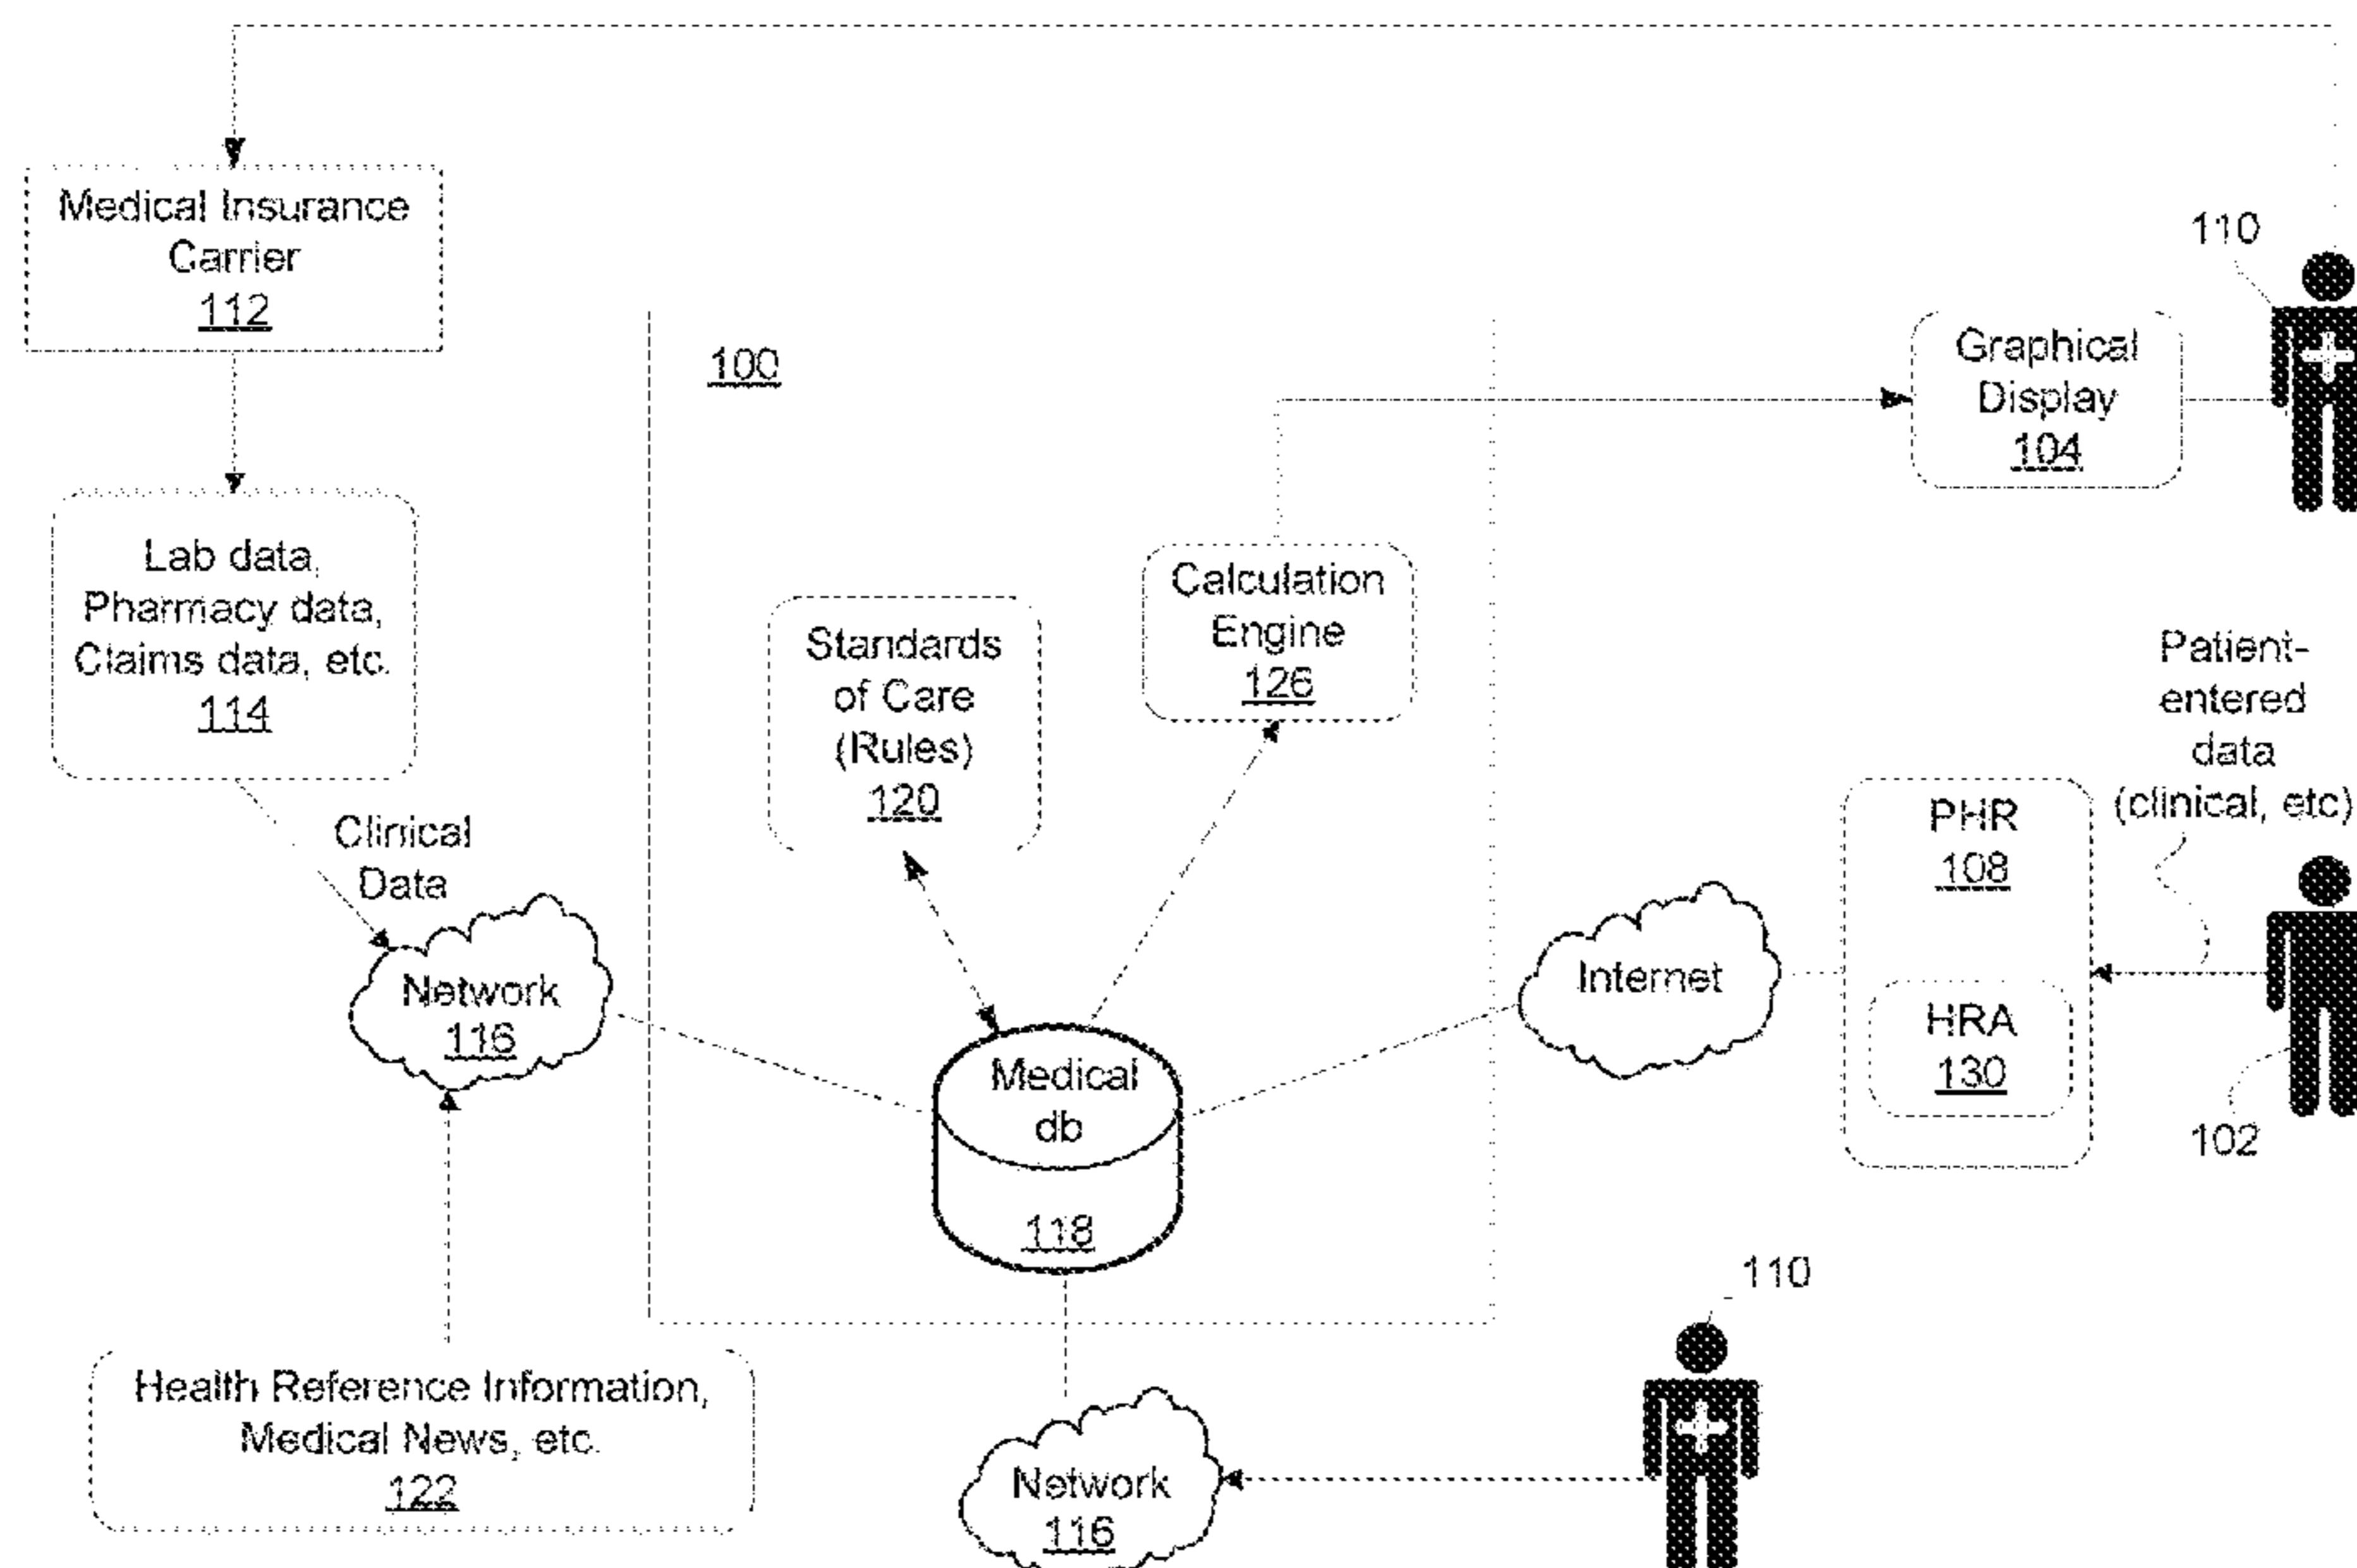 Medical Insurance
Carrier
112
110
100
Graphical
Display
104
Lab data,
Pharmacy data,
Claims data, etc.
114
Calculation
Engine
126
Standards
of Care
(Rules)
120
Patient-
entered
data
(clinical, etc)
PHR
108
Clinical
Data
Network
116
Internet
HRA
130
102
Medical
db
118
110
Health Reference Information,
Medical News, etc.
122
Network
116